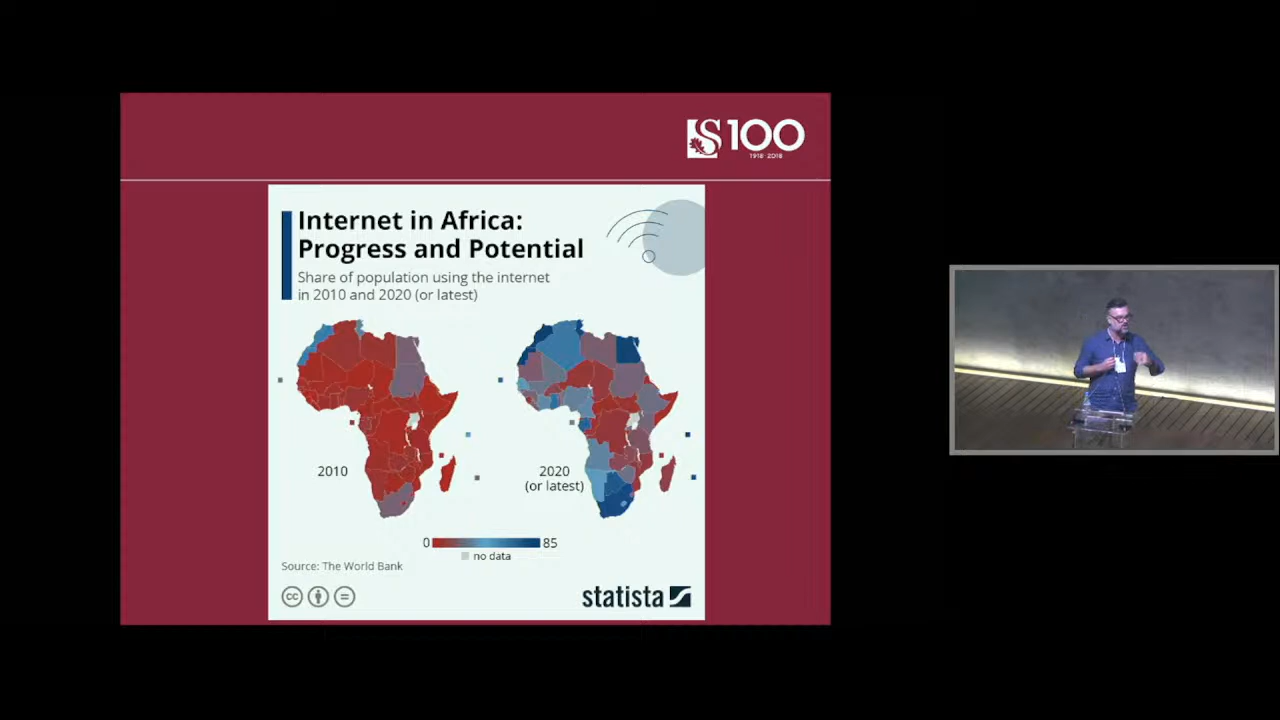 S100
1918 - 2018
Internet in Africa:
Progress and Potential
Share of population using the internet
in 2010 and 2020 (or latest)
2010
2020
(or latest)
0
85
no data
Source: The World Bank
cc
statista